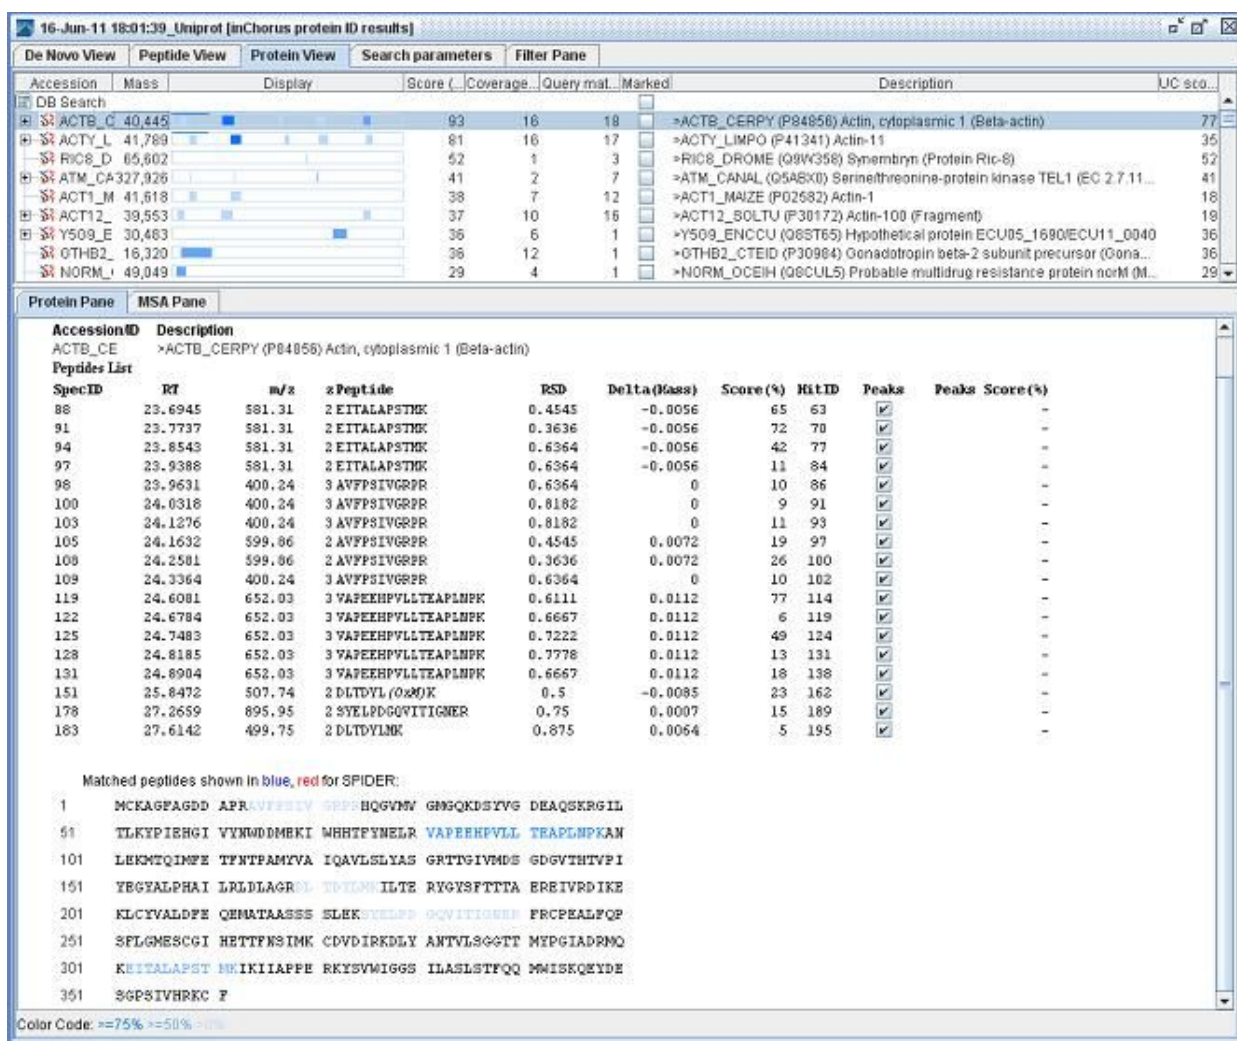 16-Jun-11 18:01:39_Uniprot [inChorus protein ID results]
De Novo View Peptide View Protein View Search parameters Filter Pane
Accession Mass Display Score (... Coverage... Query mat... Marked Description UC sco...
DB Search
ACTB_C 40,445 93 16 18 >ACTB_CERPY (P84856) Actin, cytoplasmic 1 (Beta-actin) 77
ACTY_L 41,789 81 16 17 >ACTY_LIMPO (P41341) Actin-11 35
RIC8_D 65,602 52 1 3 >RIC8_DROME (Q9W358) Synembryn (Protein Ric-8) 52
ATM_CA 327,926 41 2 7 >ATM_CANAL (Q5ABX0) Serine/threonine-protein kinase TEL1 (EC 2.7.11... 41
ACT1_M 41,618 38 7 12 >ACT1_MAIZE (P02582) Actin-1 18
ACT12_ 39,553 37 10 16 >ACT12_SOLTU (P30172) Actin-100 (Fragment) 19
Y509_E 30,483 36 6 1 >Y509_ENCCU (Q8ST65) Hypothetical protein ECU05_1690/ECU11_0040 36
GTHB2_ 16,320 36 12 1 >GTHB2_CTEID (P30984) Gonadotropin beta-2 subunit precursor (Gona... 36
NORM_ 49,049 29 4 1 >NORM_OCEIH (Q8CUL5) Probable multidrug resistance protein norM (M... 29
Protein Pane MSA Pane
Accession/ID Description
ACTB_CE >ACTB_CERPY (P84856) Actin, cytoplasmic 1 (Beta-actin)
Peptides List
SpecID RT m/z z Peptide RSD Delta(Mass) Score(%) HitID Peaks Peaks Score(%)
88 23.6945 581.31 2 EITALAPSTMK 0.4545 -0.0056 65 63 -
91 23.7737 581.31 2 EITALAPSTMK 0.3636 -0.0056 72 70 -
94 23.8543 581.31 2 EITALAPSTMK 0.6364 -0.0056 42 77 -
97 23.9388 581.31 2 EITALAPSTMK 0.6364 -0.0056 11 84 -
98 23.9631 400.24 3 AVFPSIVGRPR 0.6364 0 10 86 -
100 24.0318 400.24 3 AVFPSIVGRPR 0.8182 0 9 91 -
103 24.1276 400.24 3 AVFPSIVGRPR 0.8182 0 11 93 -
105 24.1632 599.86 2 AVFPSIVGRPR 0.4545 0.0072 19 97 -
108 24.2581 599.86 2 AVFPSIVGRPR 0.3636 0.0072 26 100 -
109 24.3364 400.24 3 AVFPSIVGRPR 0.6364 0 10 102 -
119 24.6081 652.03 3 VAPEEHPVLLTEAPLNPK 0.6111 0.0112 77 114 -
122 24.6784 652.03 3 VAPEEHPVLLTEAPLNPK 0.6667 0.0112 6 119 -
125 24.7483 652.03 3 VAPEEHPVLLTEAPLNPK 0.7222 0.0112 49 124 -
128 24.8185 652.03 3 VAPEEHPVLLTEAPLNPK 0.7778 0.0112 13 131 -
131 24.8904 652.03 3 VAPEEHPVLLTEAPLNPK 0.6667 0.0112 18 138 -
151 25.8472 507.74 2 DLTDYL(OxM)K 0.5 -0.0085 23 162 -
178 27.2659 895.95 2 SYELPDGQVITIGNER 0.75 0.0007 15 189 -
183 27.6142 499.75 2 DLTDYLMK 0.875 0.0064 5 195 -
Matched peptides shown in blue, red for SPIDER:
1 MCKAGFAGDD APRAVFPSIV GRPRHQGVMV GMGQKDSYVG DEAQSKRGIL
51 TLKYPIEHGI VYNWDDMEKI WHHTFYNELR VAPEEHPVLL TEAPLNPKAN
101 LEKMTQIMFE TFNTPAMYVA IQAVLSLYAS GRTTGIVMDS GDGVTHTVPI
151 YEGYALPHAI LRLDLAGRDL TDYLMKILTE RYGYSFTTTA EREIVRDIKE
201 KLCYVALDFE QEMATAASSS SLEKSYELPD GQVITIGNER FRCPEALFQP
251 SFLGMESCGI HETTFNSIMK CDVDIRKDLY ANTVLSGGTT MYPGIADRMQ
301 KEITALAPST MKIKIIAPPE RKYSVWIGGS ILASLSTFQQ MWISKQEYDE
351 SGPSIVHRKC F
Color Code: >=75% >=50% >=0%